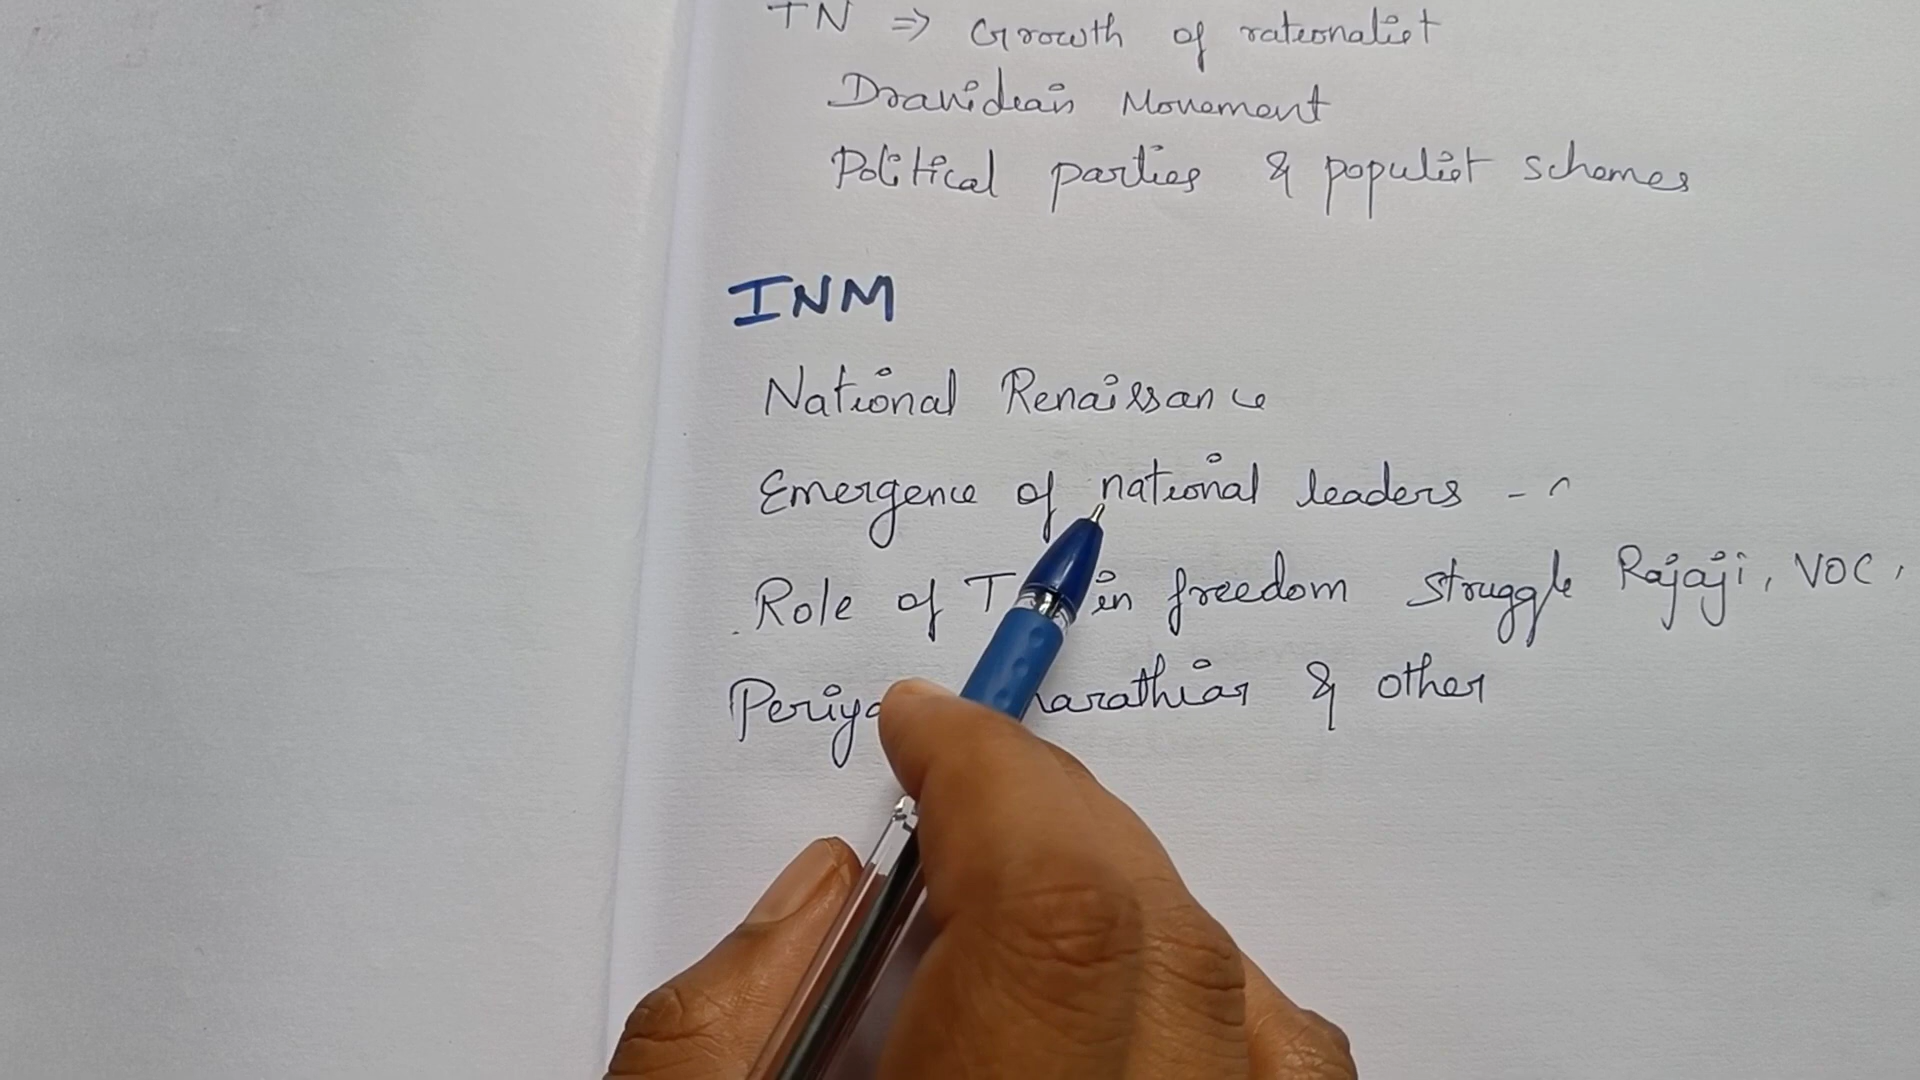 TN ⇒ Growth of rationalist
Dravidian Movement
Political parties & populist schemes
INM
National Renaissance
Emergence of national leaders -
Role of in freedom struggle Rajaji, VOC,
& other